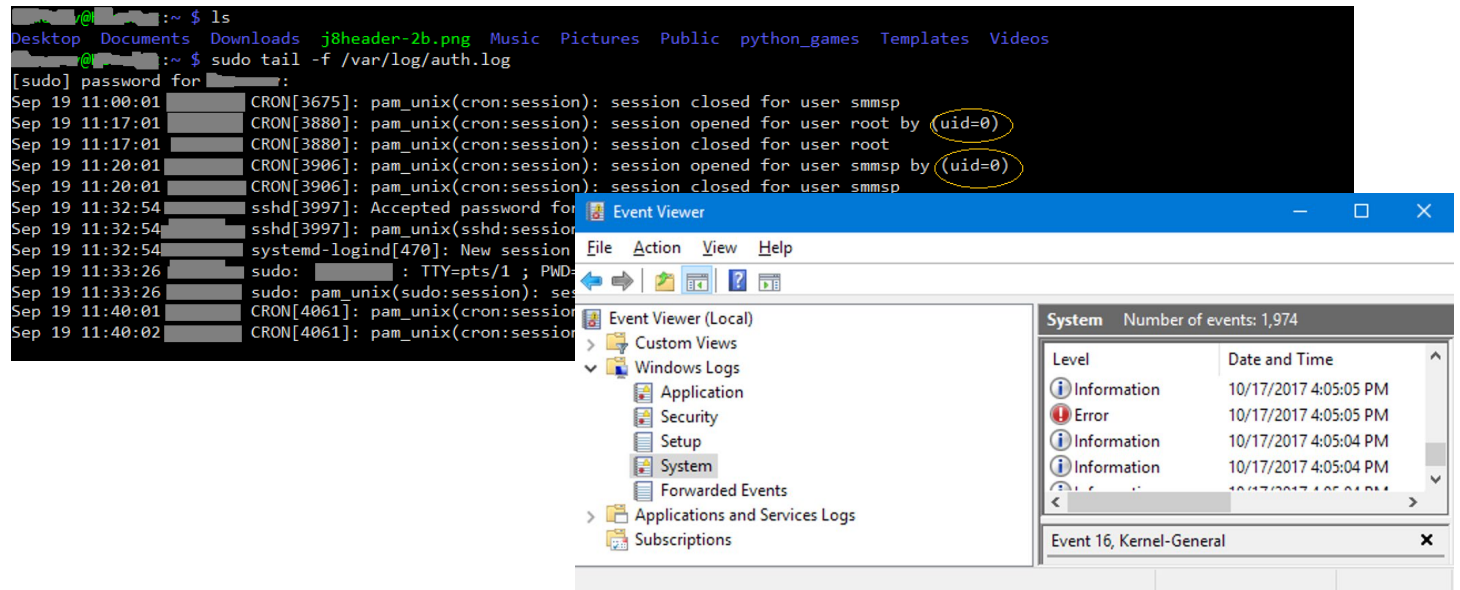 :~ $ ls
Desktop Documents Downloads j8header-2b.png Music Pictures Public python_games Templates Videos
:~ $ sudo tail -f /var/log/auth.log
[sudo] password for :
Sep 19 11:00:01 CRON[3675]: pam_unix(cron:session): session closed for user smmsp
Sep 19 11:17:01 CRON[3880]: pam_unix(cron:session): session opened for user root by (uid=0)
Sep 19 11:17:01 CRON[3880]: pam_unix(cron:session): session closed for user root
Sep 19 11:20:01 CRON[3906]: pam_unix(cron:session): session opened for user smmsp by (uid=0)
Sep 19 11:20:01 CRON[3906]: pam_unix(cron:session): session closed for user smmsp
Sep 19 11:32:54 sshd[3997]: Accepted password for
Sep 19 11:32:54 sshd[3997]: pam_unix(sshd:session
Sep 19 11:32:54 systemd-logind[470]: New session
Sep 19 11:33:26 sudo: : TTY=pts/1 ; PWD=
Sep 19 11:33:26 sudo: pam_unix(sudo:session): ses
Sep 19 11:40:01 CRON[4061]: pam_unix(cron:session
Sep 19 11:40:02 CRON[4061]: pam_unix(cron:session
Event Viewer
File Action View Help
Event Viewer (Local)
Custom Views
Windows Logs
Application
Security
Setup
System
Forwarded Events
Applications and Services Logs
Subscriptions
System Number of events: 1,974
Level Date and Time
Information 10/17/2017 4:05:05 PM
Error 10/17/2017 4:05:05 PM
Information 10/17/2017 4:05:04 PM
Information 10/17/2017 4:05:04 PM
Event 16, Kernel-General